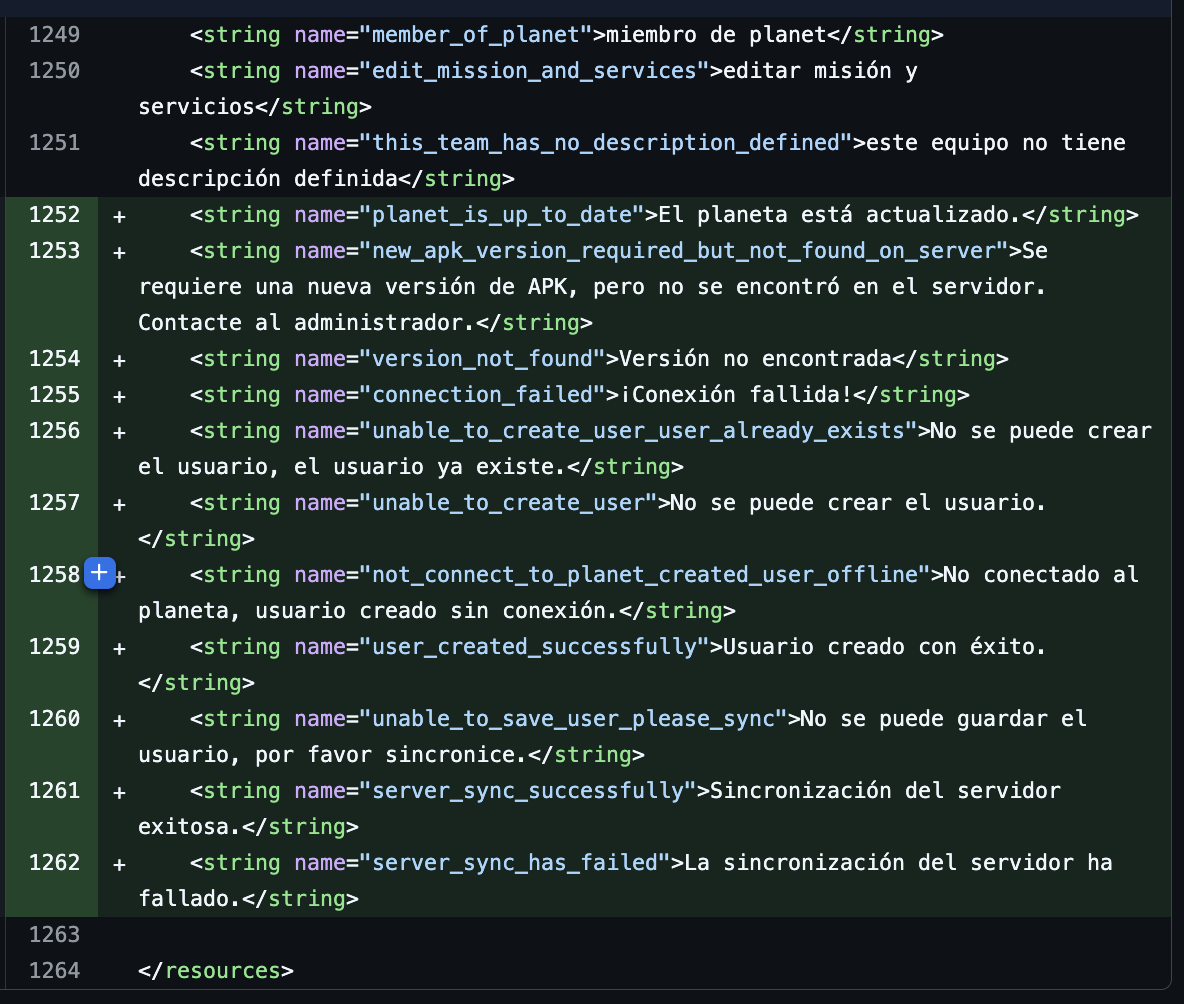 1249 <string name="member_of_planet">miembro de planet</string>
1250 <string name="edit_mission_and_services">editar misión y
servicios</string>
1251 <string name="this_team_has_no_description_defined">este equipo no tiene
descripción definida</string>
1252 + <string name="planet_is_up_to_date">El planeta está actualizado.</string>
1253 + <string name="new_apk_version_required_but_not_found_on_server">Se
requiere una nueva versión de APK, pero no se encontró en el servidor.
Contacte al administrador.</string>
1254 + <string name="version_not_found">Versión no encontrada</string>
1255 + <string name="connection_failed">¡Conexión fallida!</string>
1256 + <string name="unable_to_create_user_user_already_exists">No se puede crear
el usuario, el usuario ya existe.</string>
1257 + <string name="unable_to_create_user">No se puede crear el usuario.
</string>
1258 + <string name="not_connect_to_planet_created_user_offline">No conectado al
planeta, usuario creado sin conexión.</string>
1259 + <string name="user_created_successfully">Usuario creado con éxito.
</string>
1260 + <string name="unable_to_save_user_please_sync">No se puede guardar el
usuario, por favor sincronice.</string>
1261 + <string name="server_sync_successfully">Sincronización del servidor
exitosa.</string>
1262 + <string name="server_sync_has_failed">La sincronización del servidor ha
fallado.</string>
1263
1264 </resources>